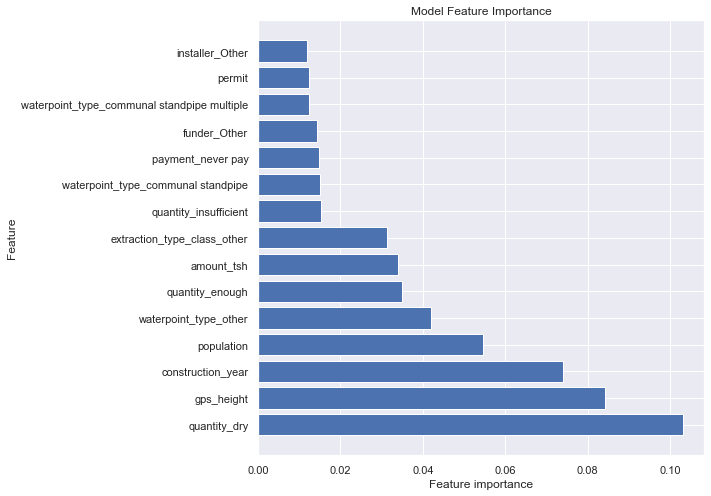 Model Feature Importance
installer_Other
permit
waterpoint_type_communal standpipe multiple
funder_Other
payment_never pay
waterpoint_type_communal standpipe
quantity_insufficient
extraction_type_class_other
amount_tsh
quantity_enough
waterpoint_type_other
population
construction_year
gps_height
quantity_dry
Feature
0.00 0.02 0.04 0.06 0.08 0.10
Feature importance